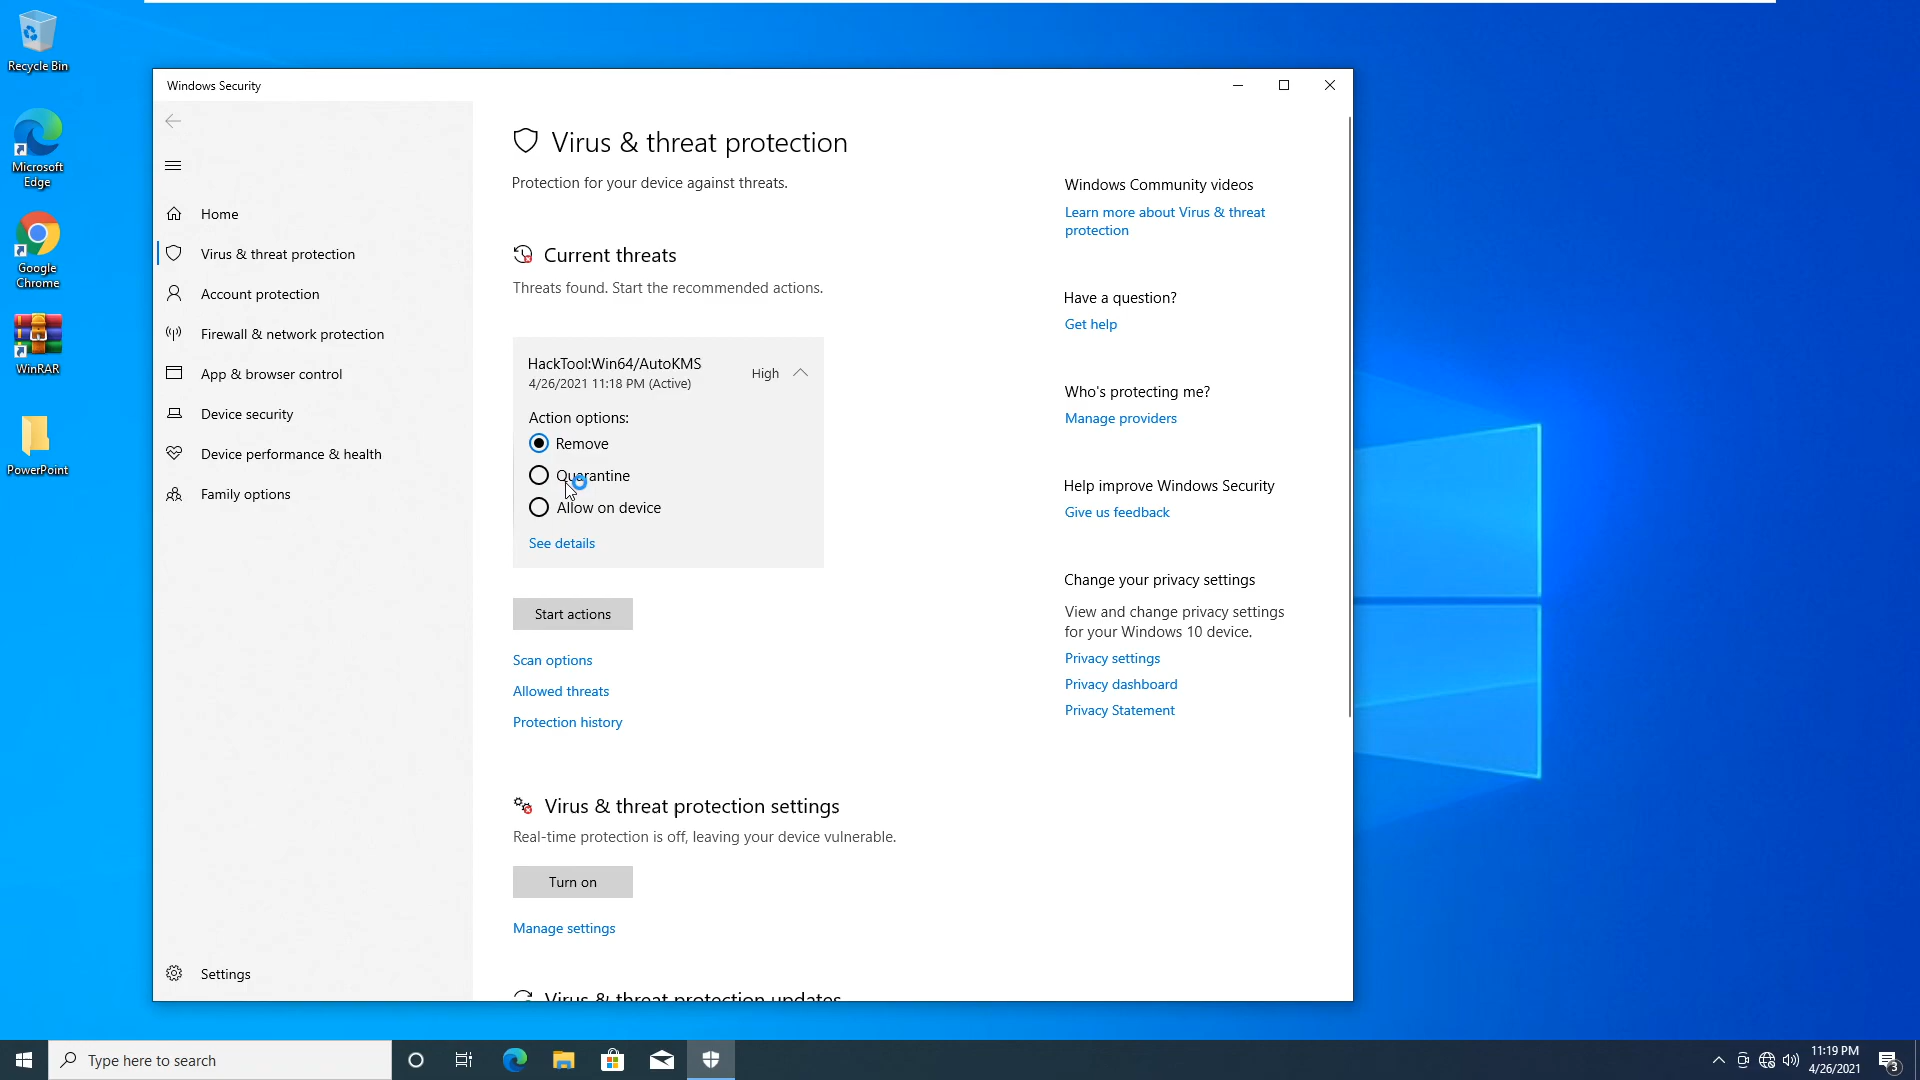 Recycle Bin
Microsoft
Edge
Google
Chrome
WinRAR
PowerPoint
Windows Security
Home
Virus & threat protection
Account protection
Firewall & network protection
App & browser control
Device security
Device performance & health
Family options
Settings
Virus & threat protection
Protection for your device against threats.
Current threats
Threats found. Start the recommended actions.
HackTool:Win64/AutoKMS
4/26/2021 11:18 PM (Active)
High
Action options:
Remove
Quarantine
Allow on device
See details
Start actions
Scan options
Allowed threats
Protection history
Virus & threat protection settings
Real-time protection is off, leaving your device vulnerable.
Turn on
Manage settings
Virus & threat protection updates
Windows Community videos
Learn more about Virus & threat
protection
Have a question?
Get help
Who's protecting me?
Manage providers
Help improve Windows Security
Give us feedback
Change your privacy settings
View and change privacy settings
for your Windows 10 device.
Privacy settings
Privacy dashboard
Privacy Statement
Type here to search
11:19 PM
4/26/2021
3